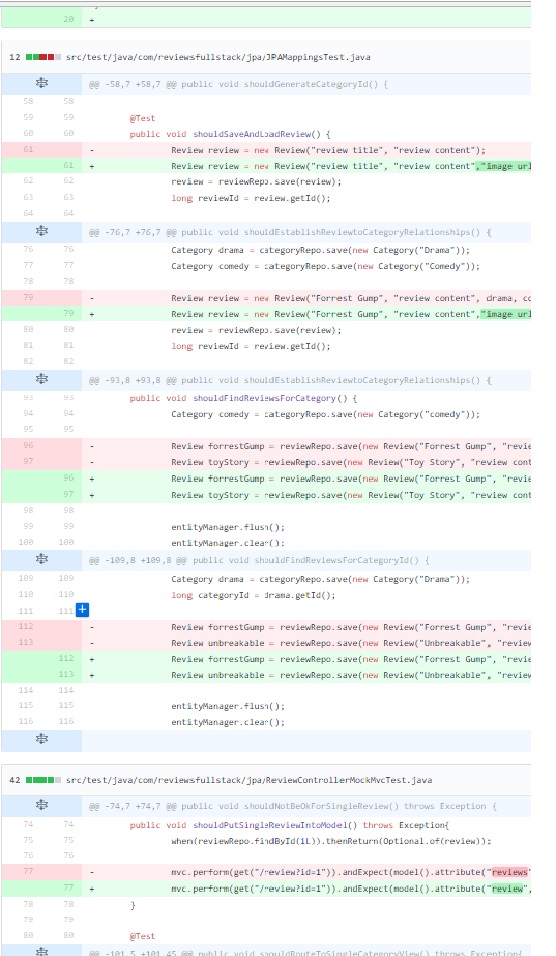 20 +
12 src/test/java/com/reviewsfullstack/jpa/JPAMappingsTest.java
@@ -58,7 +58,7 @@ public void shouldGenerateCategoryId() {
58 58
59 59 @Test
60 60 public void shouldSaveAndLoadReview() {
61 - Review review = new Review("review title", "review content");
61 + Review review = new Review("review title", "review content","image url
62 62 review = reviewRepo.save(review);
63 63 long reviewId = review.getId();
64 64
@@ -76,7 +76,7 @@ public void shouldEstablishReviewtoCategoryRelationships() {
76 76 Category drama = categoryRepo.save(new Category("Drama"));
77 77 Category comedy = categoryRepo.save(new Category("Comedy"));
78 78
79 - Review review = new Review("Forrest Gump", "review content", drama, co
79 + Review review = new Review("Forrest Gump", "review content","image url
80 80 review = reviewRepo.save(review);
81 81 long reviewId = review.getId();
82 82
@@ -93,8 +93,8 @@ public void shouldEstablishReviewtoCategoryRelationships() {
93 93 public void shouldFindReviewsForCategory() {
94 94 Category comedy = categoryRepo.save(new Category("comedy"));
95 95
96 - Review forrestGump = reviewRepo.save(new Review("Forrest Gump", "revie
97 - Review toyStory = reviewRepo.save(new Review("Toy Story", "review cont
96 + Review forrestGump = reviewRepo.save(new Review("Forrest Gump", "revie
97 + Review toyStory = reviewRepo.save(new Review("Toy Story", "review cont
98 98
99 99 entityManager.flush();
100 100 entityManager.clear();
@@ -109,8 +109,8 @@ public void shouldFindReviewsForCategoryId() {
109 109 Category drama = categoryRepo.save(new Category("Drama"));
110 110 long categoryId = drama.getId();
111 111 +
112 - Review forrestGump = reviewRepo.save(new Review("Forrest Gump", "revie
113 - Review unbreakable = reviewRepo.save(new Review("Unbreakable", "review
112 + Review forrestGump = reviewRepo.save(new Review("Forrest Gump", "revie
113 + Review unbreakable = reviewRepo.save(new Review("Unbreakable", "review
114 114
115 115 entityManager.flush();
116 116 entityManager.clear();
42 src/test/java/com/reviewsfullstack/jpa/ReviewControllerMockMvcTest.java
@@ -74,7 +74,7 @@ public void shouldNotBeOkForSingleReview() throws Exception {
74 74 public void shouldPutSingleReviewImtoModel() throws Exception{
75 75 when(reviewRepo.findById(1L)).thenReturn(Optional.of(review));
76 76
77 - mvc.perform(get("/review?id=1")).andExpect(model().attribute("reviews"
77 + mvc.perform(get("/review?id=1")).andExpect(model().attribute("review",
78 78 }
79 79
80 80 @Test
@@ -101,5 +101,45 @@ public void shouldRouteToSingleCategoryView() throws Exception{